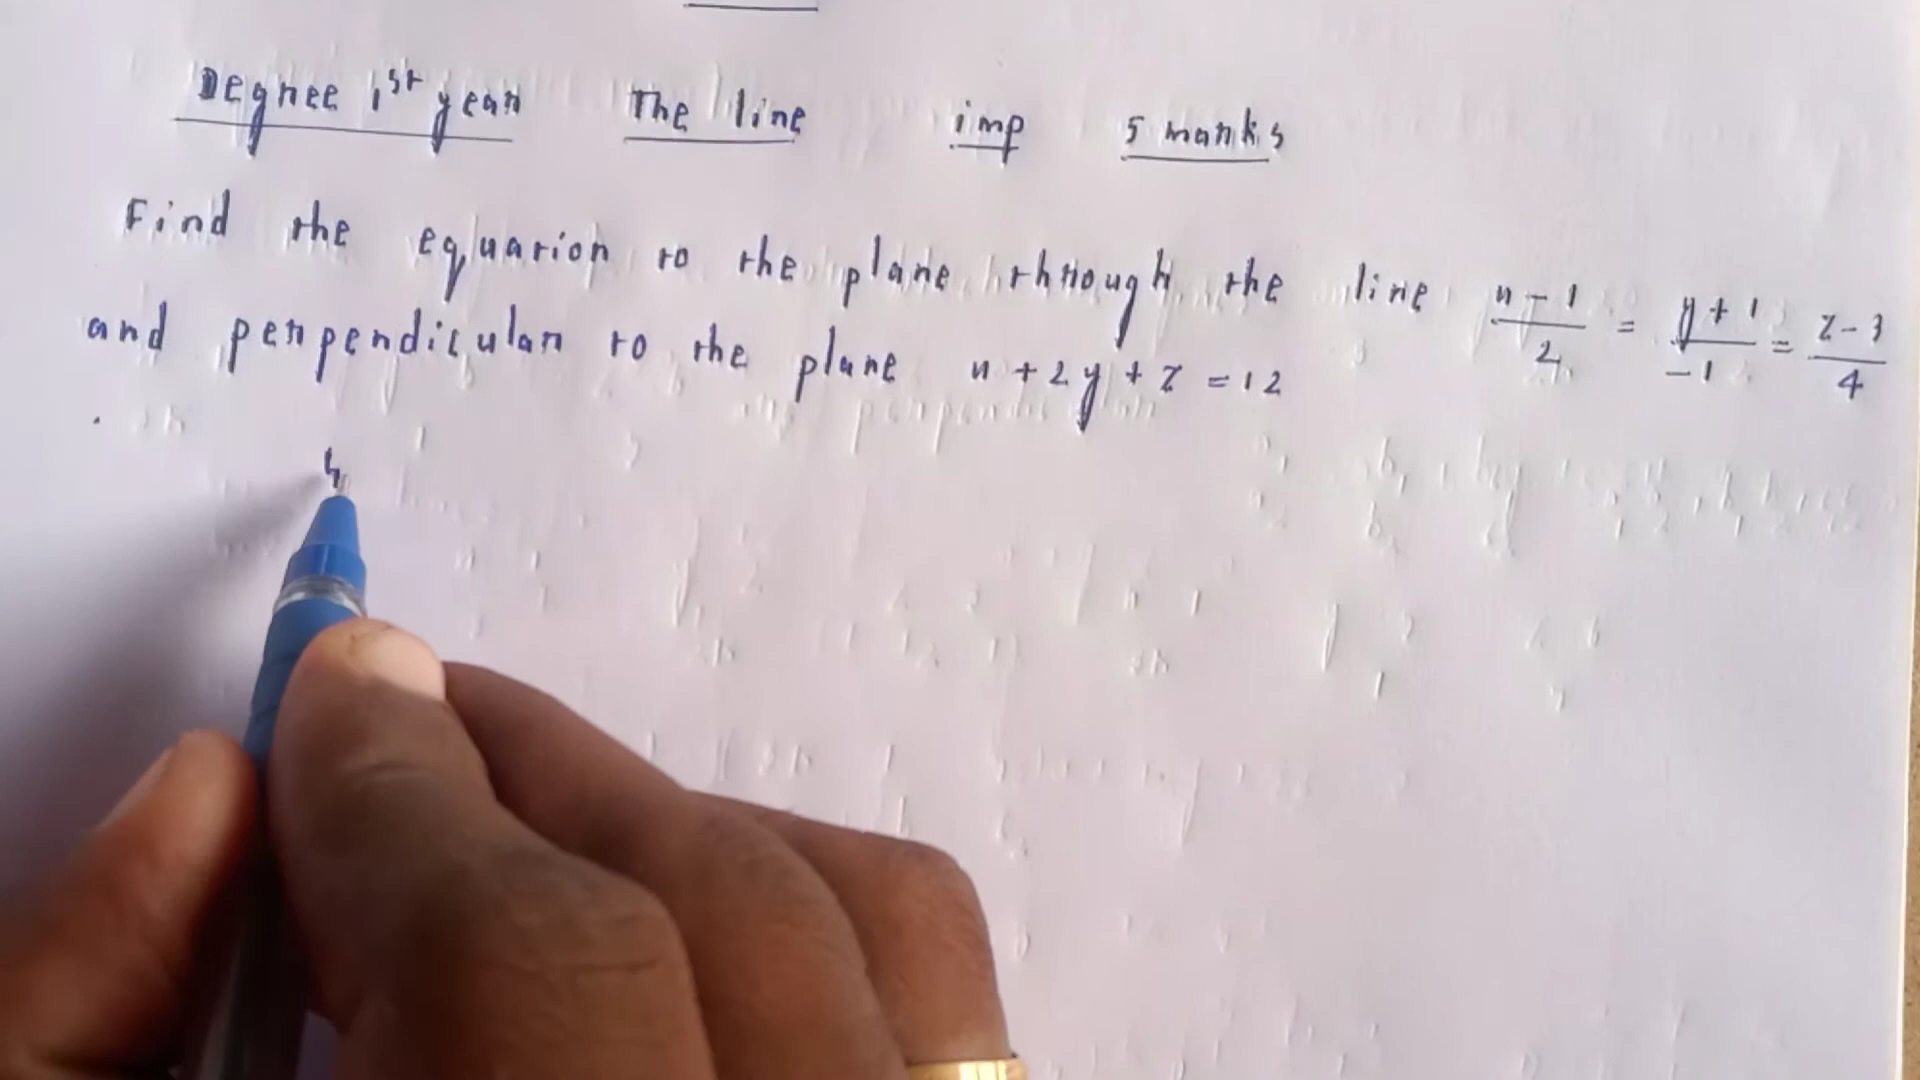 Degree 1st year The line imp 5 marks
Find the equation to the plane through the line x-1/2 = y+1/-1 = z-3/4
and perpendicular to the plane x+2y+z=12